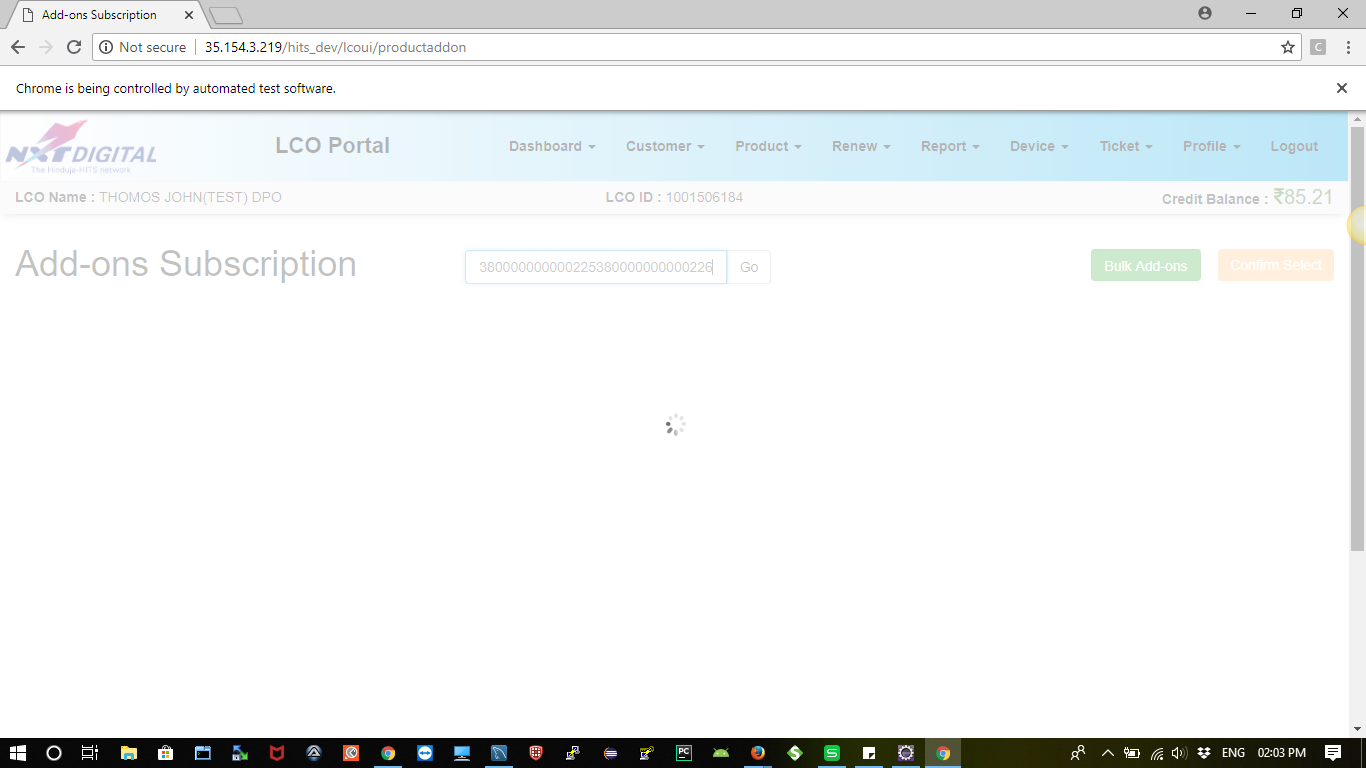 Add-ons Subscription
Not secure | 35.154.3.219/hits_dev/lcoui/productaddon
C
Chrome is being controlled by automated test software.
NXTDIGITAL
The Hinduja-HITS network
LCO Portal
Dashboard
Customer
Product
Renew
Report
Device
Ticket
Profile
Logout
LCO Name : THOMOS JOHN(TEST) DPO
LCO ID : 1001506184
Credit Balance : ₹85.21
Add-ons Subscription
Go
Bulk Add-ons
Confirm Select
PC
S
ENG
02:03 PM